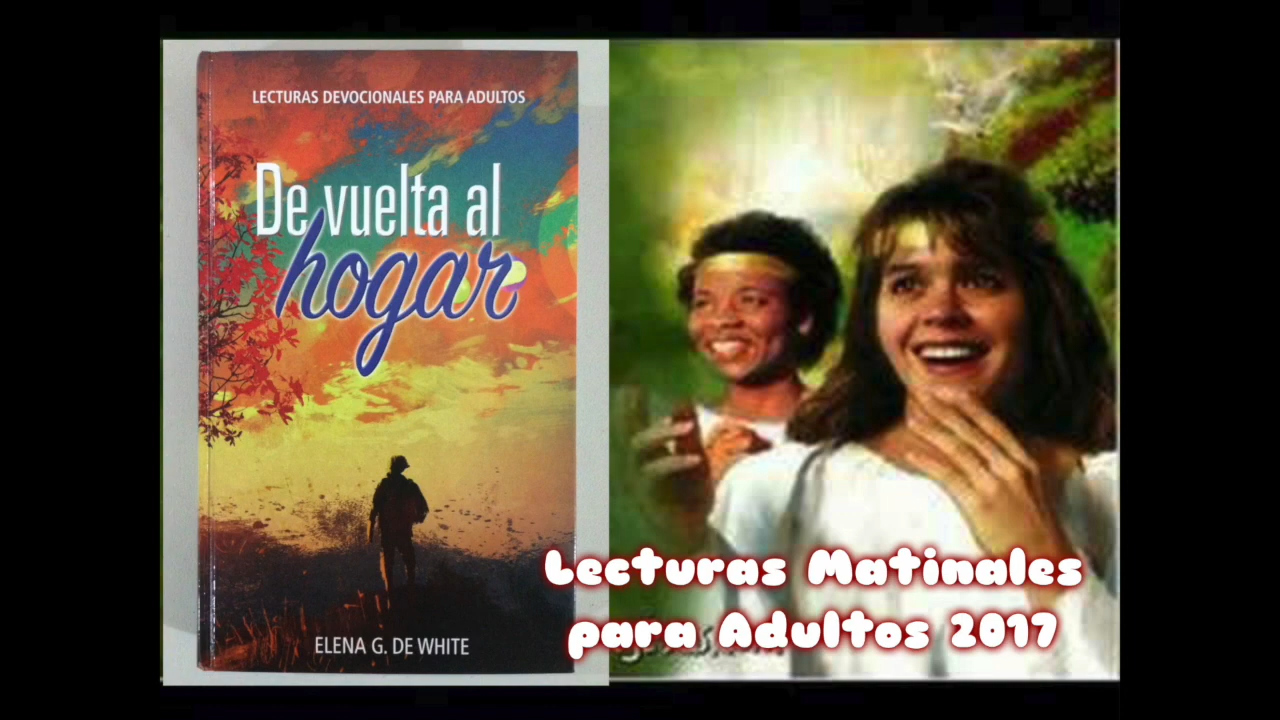 LECTURAS DEVOCIONALES PARA ADULTOS
De vuelta al
hogar
ELENA G. DE WHITE
Lecturas Matinales
para Adultos 2017